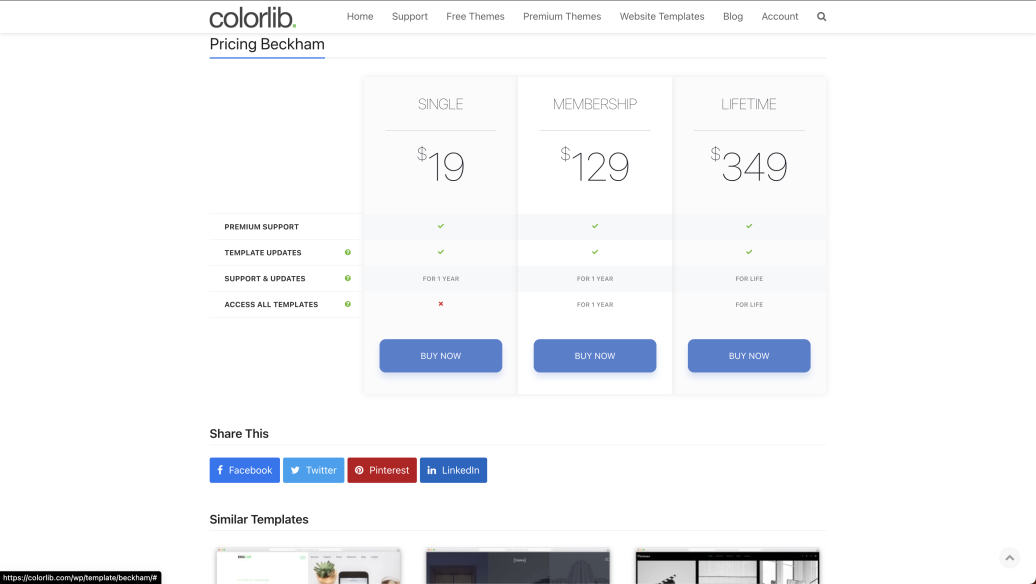 colorlib.
Home Support Free Themes Premium Themes Website Templates Blog Account
Pricing Beckham
SINGLE MEMBERSHIP LIFETIME
$19 $129 $349
PREMIUM SUPPORT
TEMPLATE UPDATES
SUPPORT & UPDATES FOR 1 YEAR FOR 1 YEAR FOR LIFE
ACCESS ALL TEMPLATES FOR 1 YEAR FOR LIFE
BUY NOW BUY NOW BUY NOW
Share This
Facebook Twitter Pinterest LinkedIn
Similar Templates
https://colorlib.com/wp/template/beckham/#